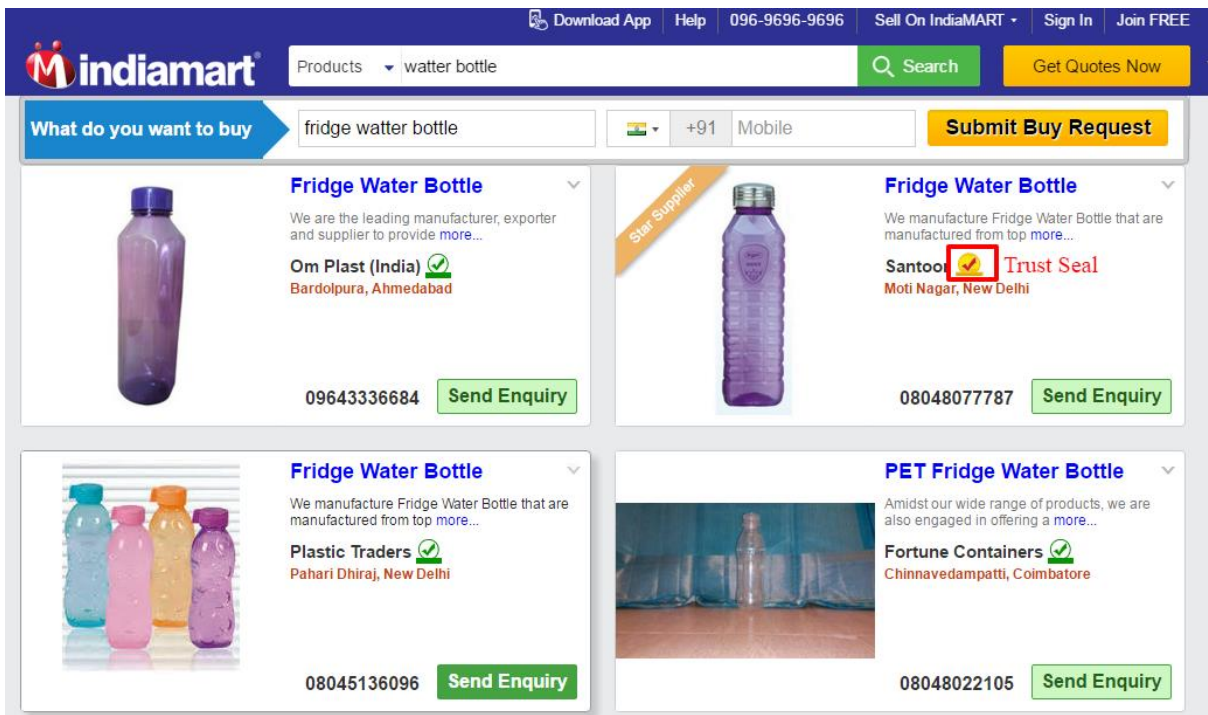 Download App Help 096-9696-9696 Sell On IndiaMART Sign In Join FREE
indiamart Products watter bottle Search Get Quotes Now
What do you want to buy fridge watter bottle +91 Mobile Submit Buy Request
Fridge Water Bottle
We are the leading manufacturer, exporter
and supplier to provide more...
Om Plast (India)
Bardolpura, Ahmedabad
09643336684 Send Enquiry
Star Supplier
Fridge Water Bottle
We manufacture Fridge Water Bottle that are
manufactured from top more...
Santoor Trust Seal
Moti Nagar, New Delhi
08048077787 Send Enquiry
Fridge Water Bottle
We manufacture Fridge Water Bottle that are
manufactured from top more...
Plastic Traders
Pahari Dhiraj, New Delhi
08045136096 Send Enquiry
PET Fridge Water Bottle
Amidst our wide range of products, we are
also engaged in offering a more...
Fortune Containers
Chinnavedampatti, Coimbatore
08048022105 Send Enquiry